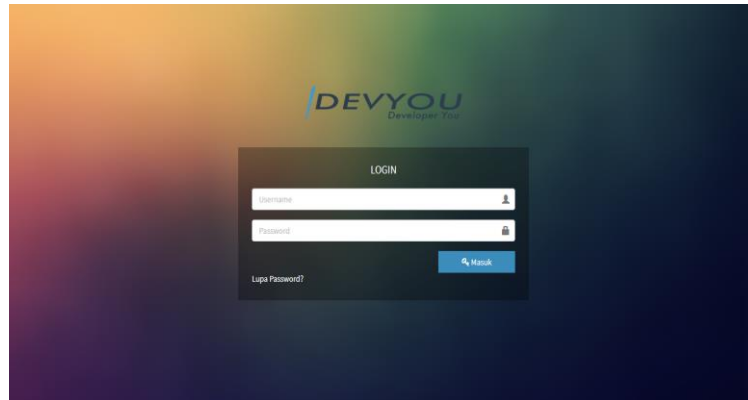 DEVYOU
Developer You
LOGIN
Username
Password
Masuk
Lupa Password?